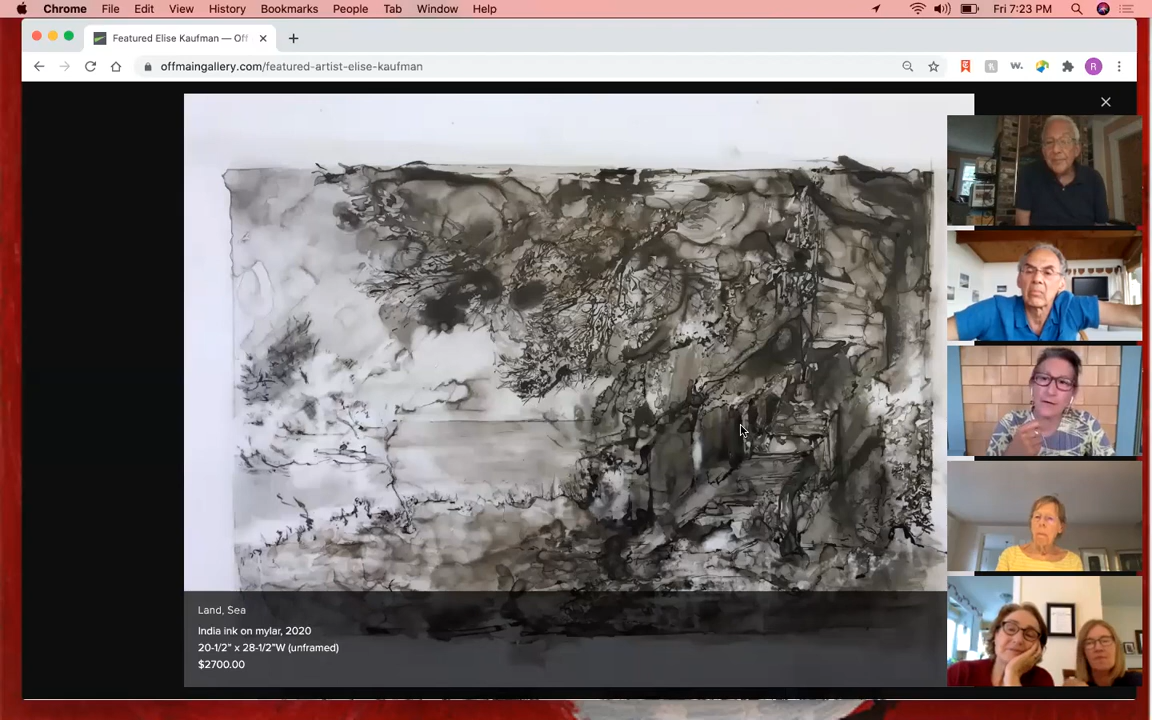 Chrome File Edit View History Bookmarks People Tab Window Help Fri 7:23 PM
Featured Elise Kaufman — Off
offmaingallery.com/featured-artist-elise-kaufman R
Land, Sea
India ink on mylar, 2020
20-1/2" x 28-1/2"W (unframed)
$2700.00